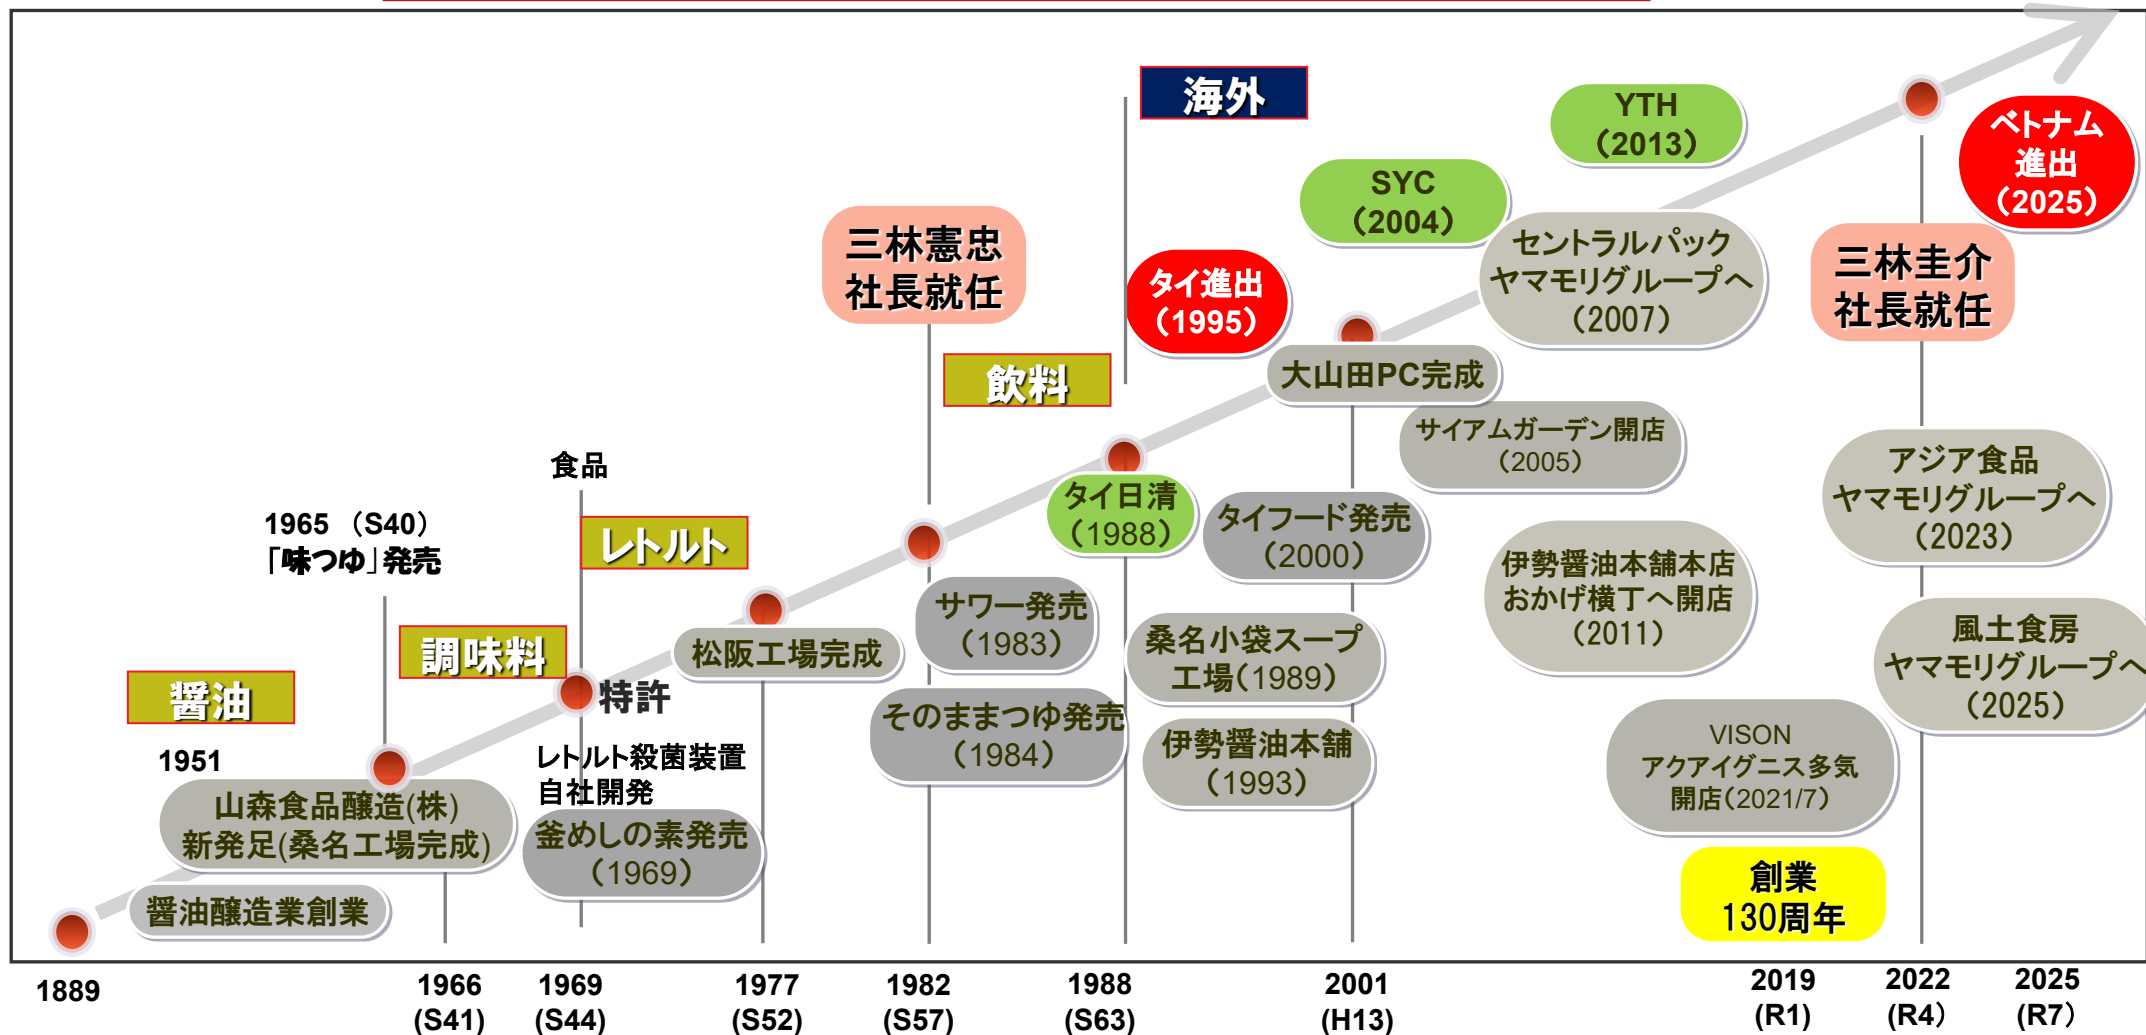 海外
YTH
（2013）
ベトナム
進出
（2025）
SYC
（2004）
三林憲忠
社長就任
タイ進出
（1995）
セントラルパック
ヤマモリグループへ
（2007）
三林圭介
社長就任
飲料
大山田PC完成
サイアムガーデン開店
（2005）
食品
アジア食品
ヤマモリグループへ
（2023）
1965 （S40）
「味つゆ」発売
レトルト
タイ日清
（1988）
タイフード発売
（2000）
伊勢醤油本舗本店
おかげ横丁へ開店
（2011）
調味料
松阪工場完成
サワー発売
（1983）
桑名小袋スープ
工場（1989）
風土食房
ヤマモリグループへ
（2025）
醤油
特許
そのままつゆ発売
（1984）
伊勢醤油本舗
（1993）
VISON
アクアイグニス多気
開店（2021/7）
1951
山森食品醸造(株)
新発足(桑名工場完成)
レトルト殺菌装置
自社開発
釜めしの素発売
（1969）
醤油醸造業創業
創業
130周年
1889
1966
(S41)
1969
(S44)
1977
(S52)
1982
(S57)
1988
(S63)
2001
(H13)
2019
(R1)
2022
(R4）
2025
(R7）